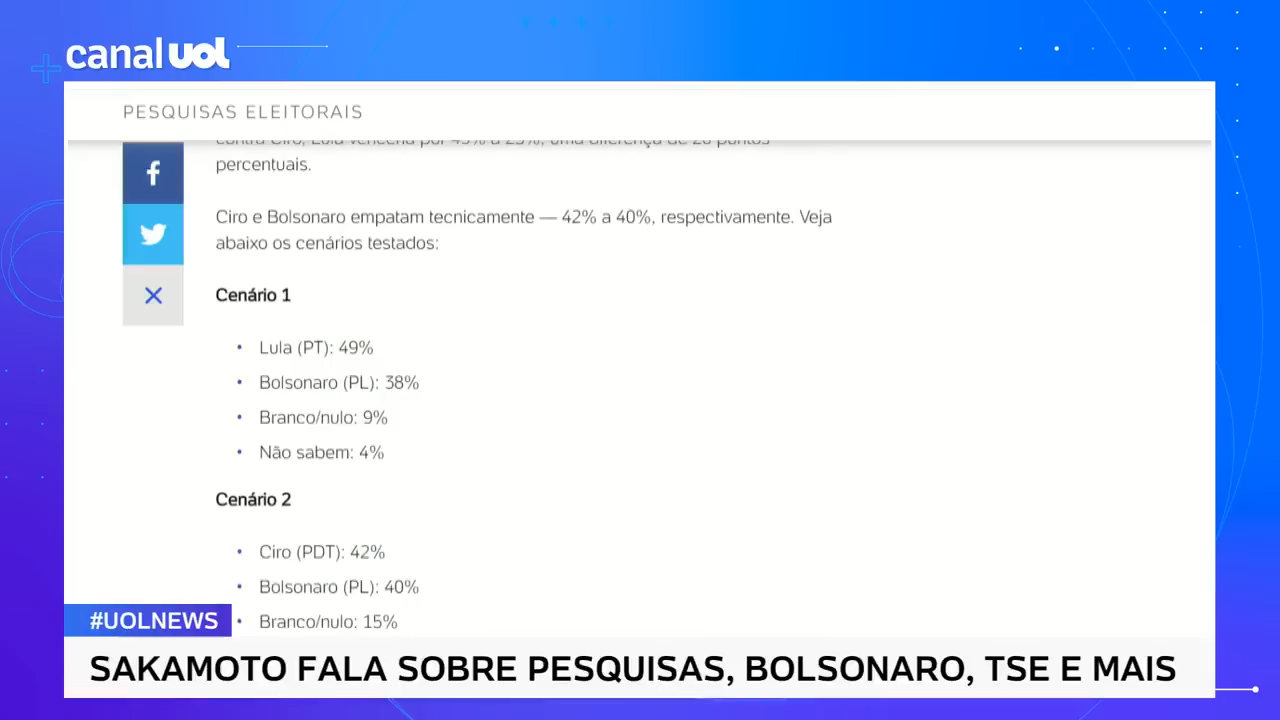 canal uol
PESQUISAS ELEITORAIS
percentuais.
Ciro e Bolsonaro empatam tecnicamente — 42% a 40%, respectivamente. Veja
abaixo os cenários testados:
Cenário 1
• Lula (PT): 49%
• Bolsonaro (PL): 38%
• Branco/nulo: 9%
• Não sabem: 4%
Cenário 2
• Ciro (PDT): 42%
• Bolsonaro (PL): 40%
• Branco/nulo: 15%
#UOLNEWS
SAKAMOTO FALA SOBRE PESQUISAS, BOLSONARO, TSE E MAIS